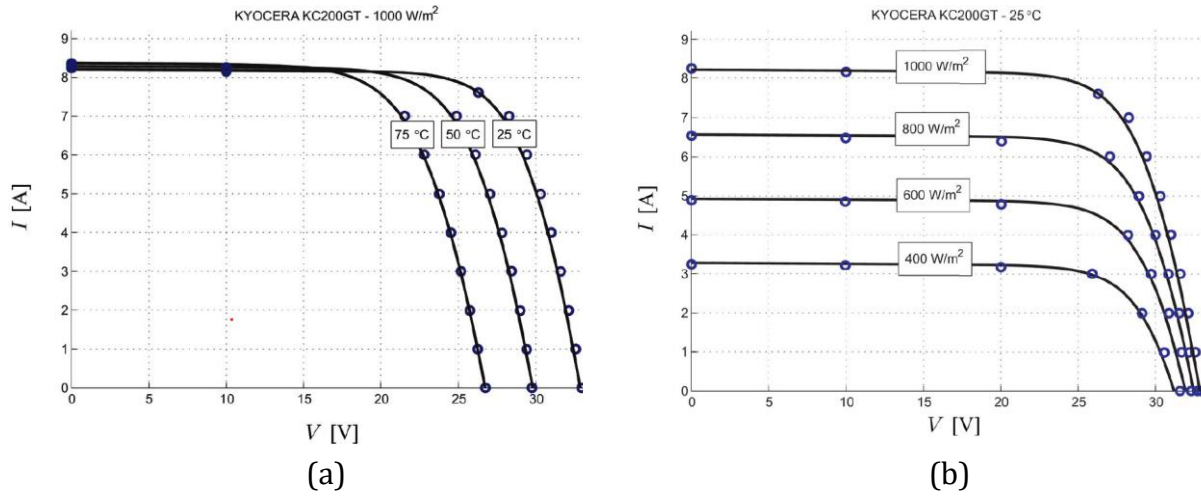 KYOCERA KC200GT - 1000 W/m²
9
8
7
6
5
4
3
2
1
0
I [A]
75 °C 50 °C 25 °C
0 5 10 15 20 25 30
V [V]
(a)
KYOCERA KC200GT - 25 °C
9
8
7
6
5
4
3
2
1
0
I [A]
1000 W/m²
800 W/m²
600 W/m²
400 W/m²
0 5 10 15 20 25 30
V [V]
(b)